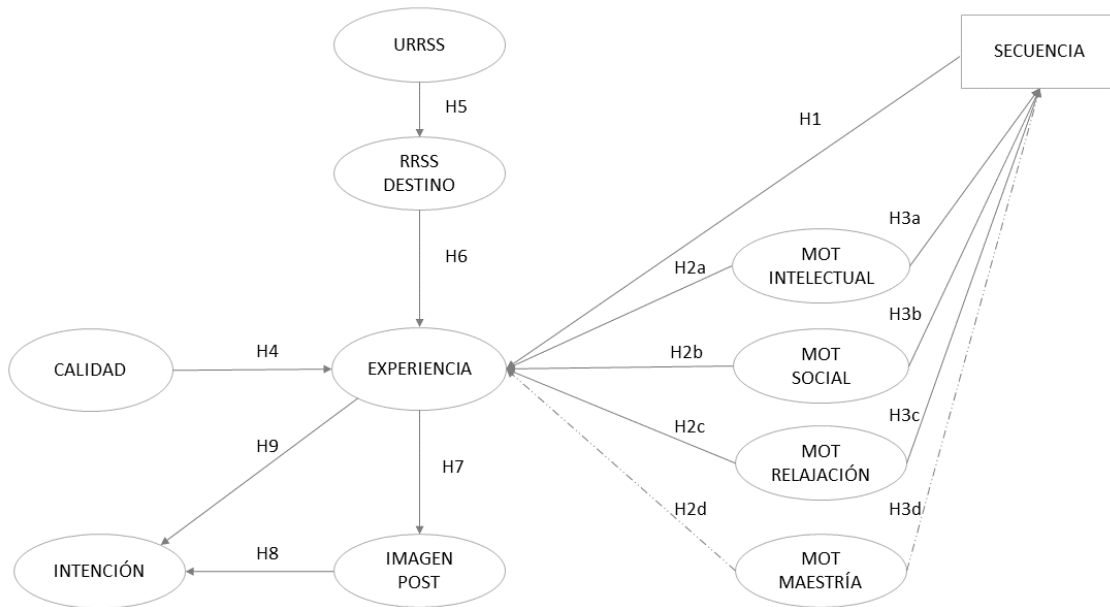 URRSS
SECUENCIA
H5
H1
RRSS
DESTINO
H3a
H6
H2a
MOT
INTELECTUAL
H3b
H4
H2b
CALIDAD
EXPERIENCIA
MOT
SOCIAL
H3c
H2c
H9
H7
MOT
RELAJACIÓN
H2d
H3d
H8
INTENCIÓN
IMAGEN
POST
MOT
MAESTRÍA